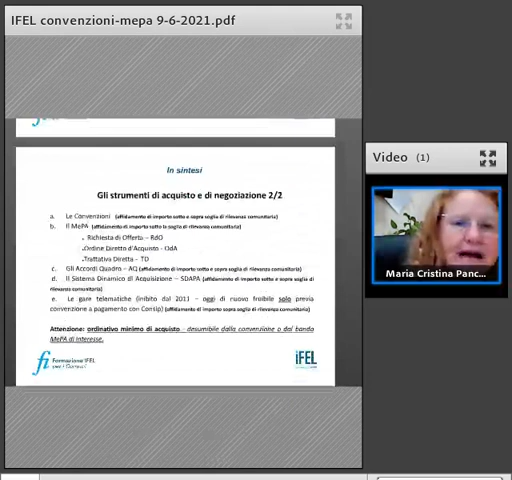 IFEL convenzioni-mepa 9-6-2021.pdf
In sintesi
Gli strumenti di acquisto e di negoziazione 2/2
a. Le Convenzioni (affidamento di importo sotto e sopra soglia di rilevanza comunitaria)
b. Il MePA (affidamento di importo sotto la soglia di rilevanza comunitaria)
Richiesta di Offerta – RdO
Ordine Diretto d'Acquisto - OdA
Trattativa Diretta – TD
c. Gli Accordi Quadro – AQ (affidamento di importo sotto e sopra soglia di rilevanza comunitaria)
d. Il Sistema Dinamico di Acquisizione – SDAPA (affidamento di importo sotto e sopra soglia di
rilevanza comunitaria)
e. Le gare telematiche (inibito dal 2011 – oggi di nuovo fruibile solo previa
convenzione a pagamento con Consip) (affidamento di importo sopra soglia di rilevanza comunitaria)
Attenzione: ordinativo minimo di acquisto - desumibile dalla convenzione o dal bando
MePA di interesse.
fi Formazione IFEL
per i Comuni
iFEL
Video (1)
Maria Cristina Panc...